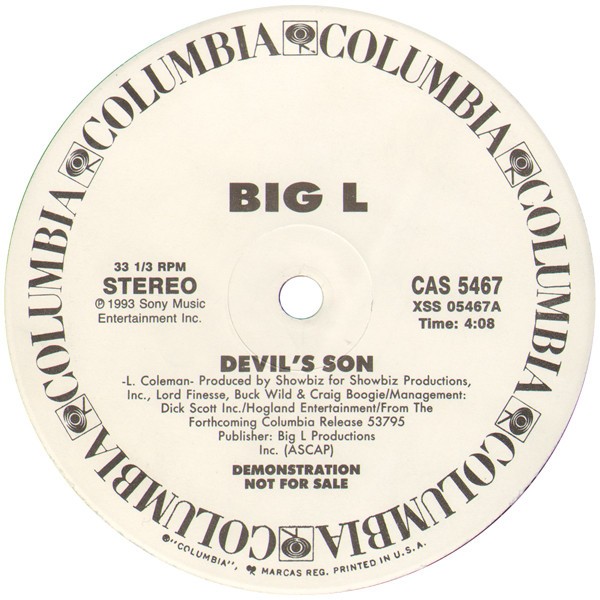 COLUMBIA COLUMBIA COLUMBIA COLUMBIA COLUMBIA COLUMBIA COLUMBIA
BIG L
33 1/3 RPM
STEREO
℗ 1993 Sony Music
Entertainment Inc.
CAS 5467
XSS 05467A
Time: 4:08
DEVIL'S SON
-L. Coleman- Produced by Showbiz for Showbiz Productions,
Inc., Lord Finesse, Buck Wild & Craig Boogie/Management:
Dick Scott Inc./Hogland Entertainment/From The
Forthcoming Columbia Release 53795
Publisher: Big L Productions
Inc. (ASCAP)
DEMONSTRATION
NOT FOR SALE
®"COLUMBIA", MARCAS REG. PRINTED IN U.S.A.